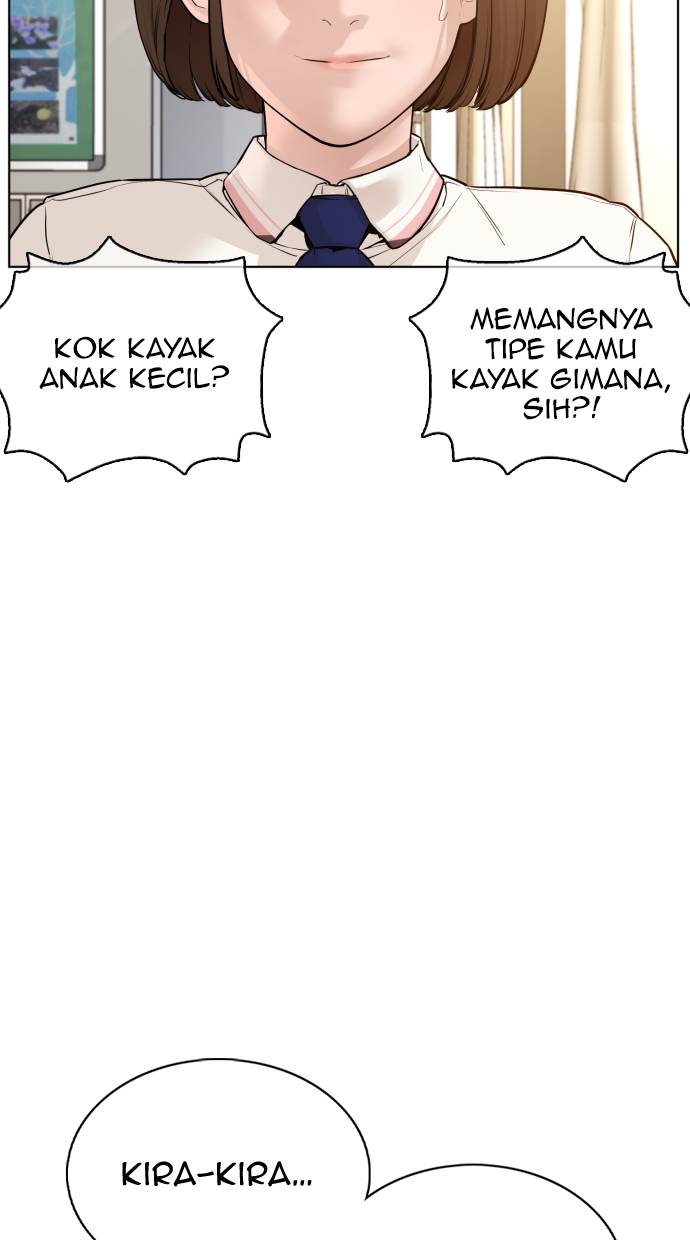 KOK KAYAK
ANAK KECIL?
MEMANGNYA
TIPE KAMU
KAYAK GIMANA,
SIH?!
KIRA-KIRA...